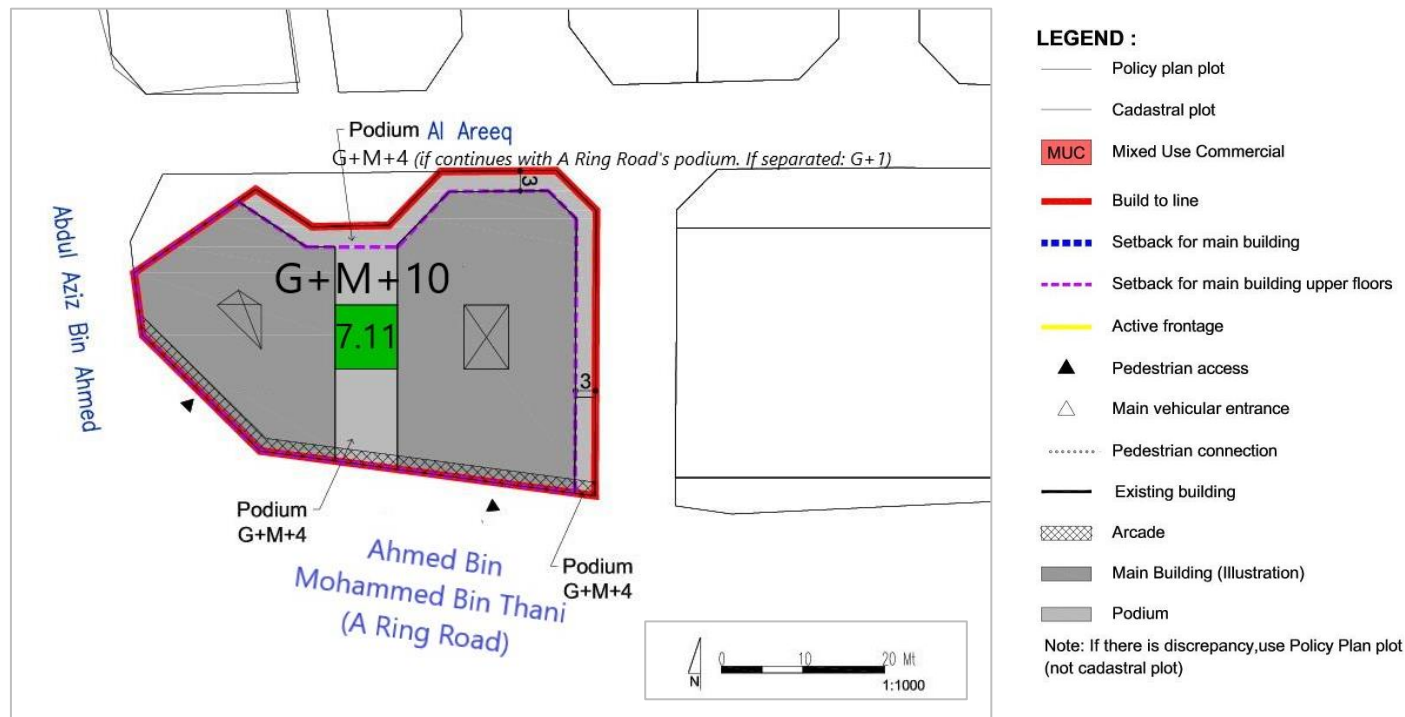 Podium Al Areeq
G+M+4 (if continues with A Ring Road's podium. If separated: G+1)
3
Abdul Aziz Bin Ahmed
G+M+10
7.11
3
Podium
G+M+4
Ahmed Bin
Mohammed Bin Thani
(A Ring Road)
Podium
G+M+4
N
0 10 20 Mt
1:1000
LEGEND :
Policy plan plot
Cadastral plot
MUC Mixed Use Commercial
Build to line
Setback for main building
Setback for main building upper floors
Active frontage
Pedestrian access
Main vehicular entrance
Pedestrian connection
Existing building
Arcade
Main Building (Illustration)
Podium
Note: If there is discrepancy,use Policy Plan plot
(not cadastral plot)